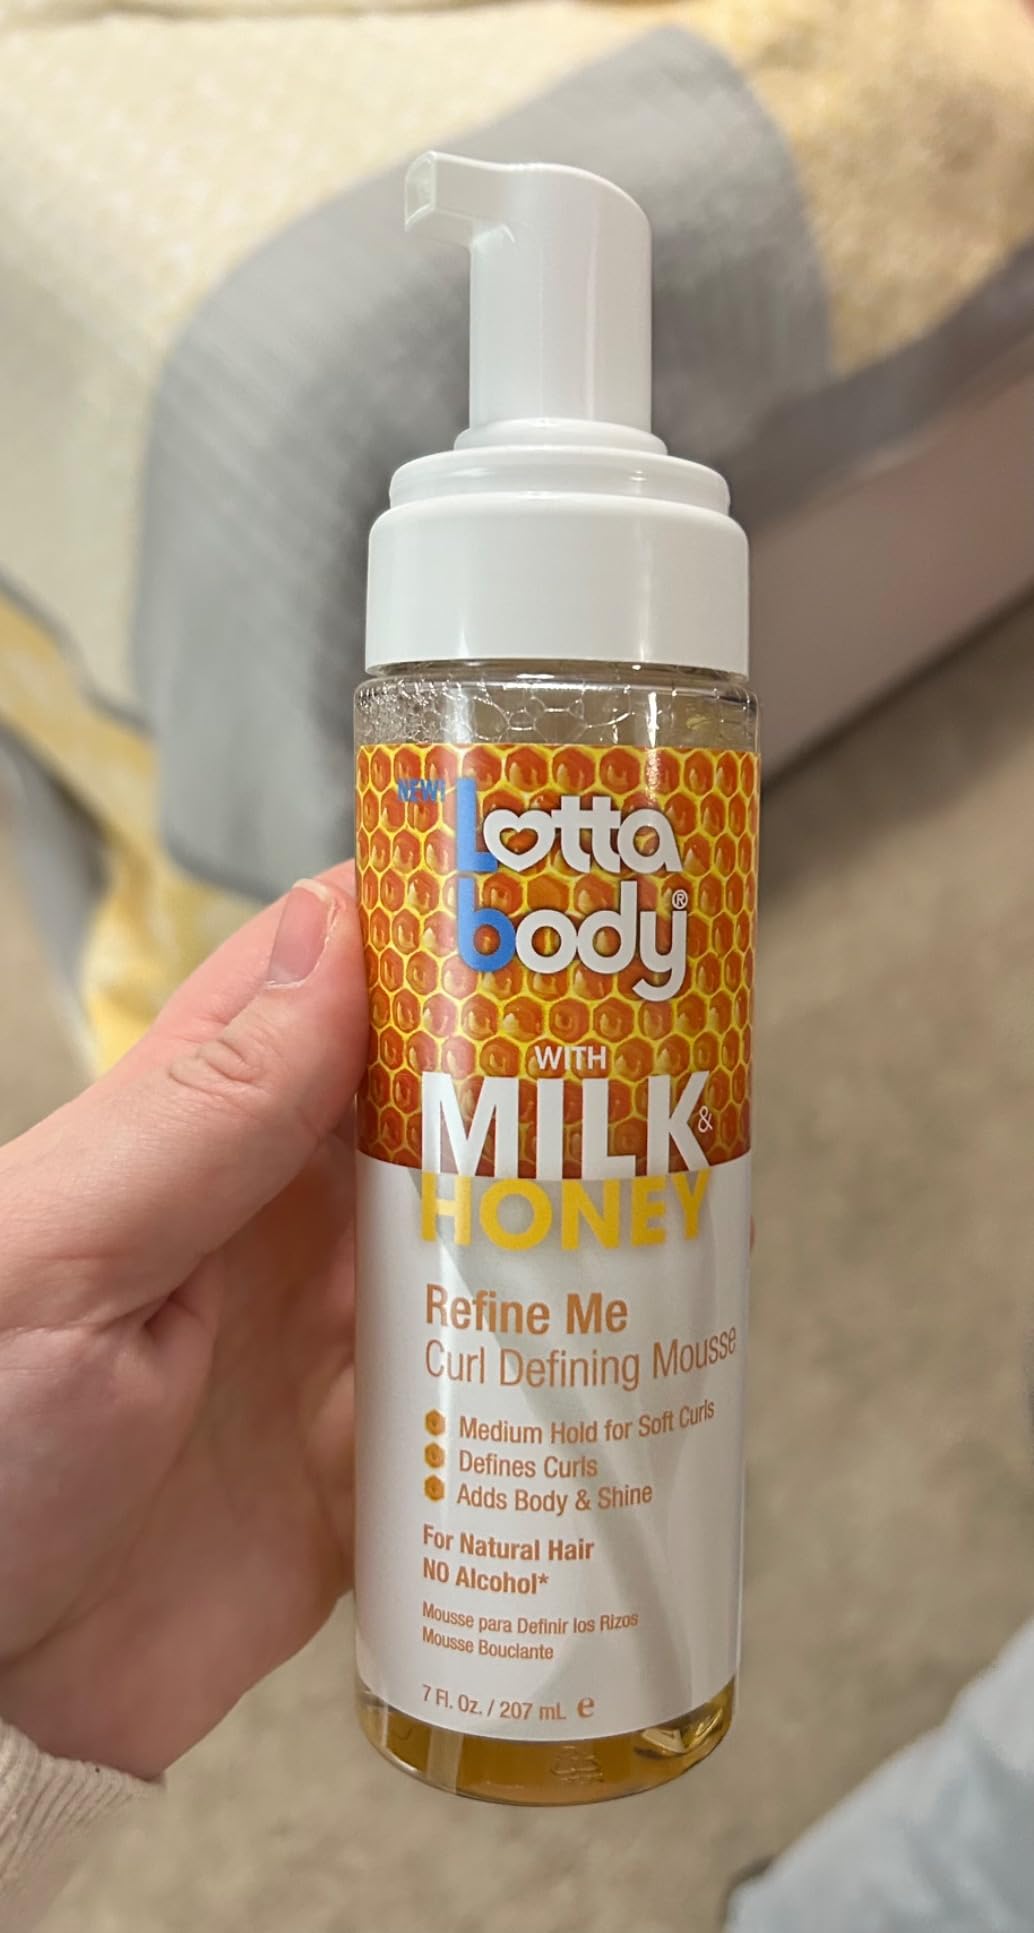 NEW!
Lotta
body®
WITH
MILK &
HONEY
Refine Me
Curl Defining Mousse
Medium Hold for Soft Curls
Defines Curls
Adds Body & Shine
For Natural Hair
NO Alcohol*
Mousse para Definir los Rizos
Mousse Bouclante
7 Fl. Oz. / 207 mL e